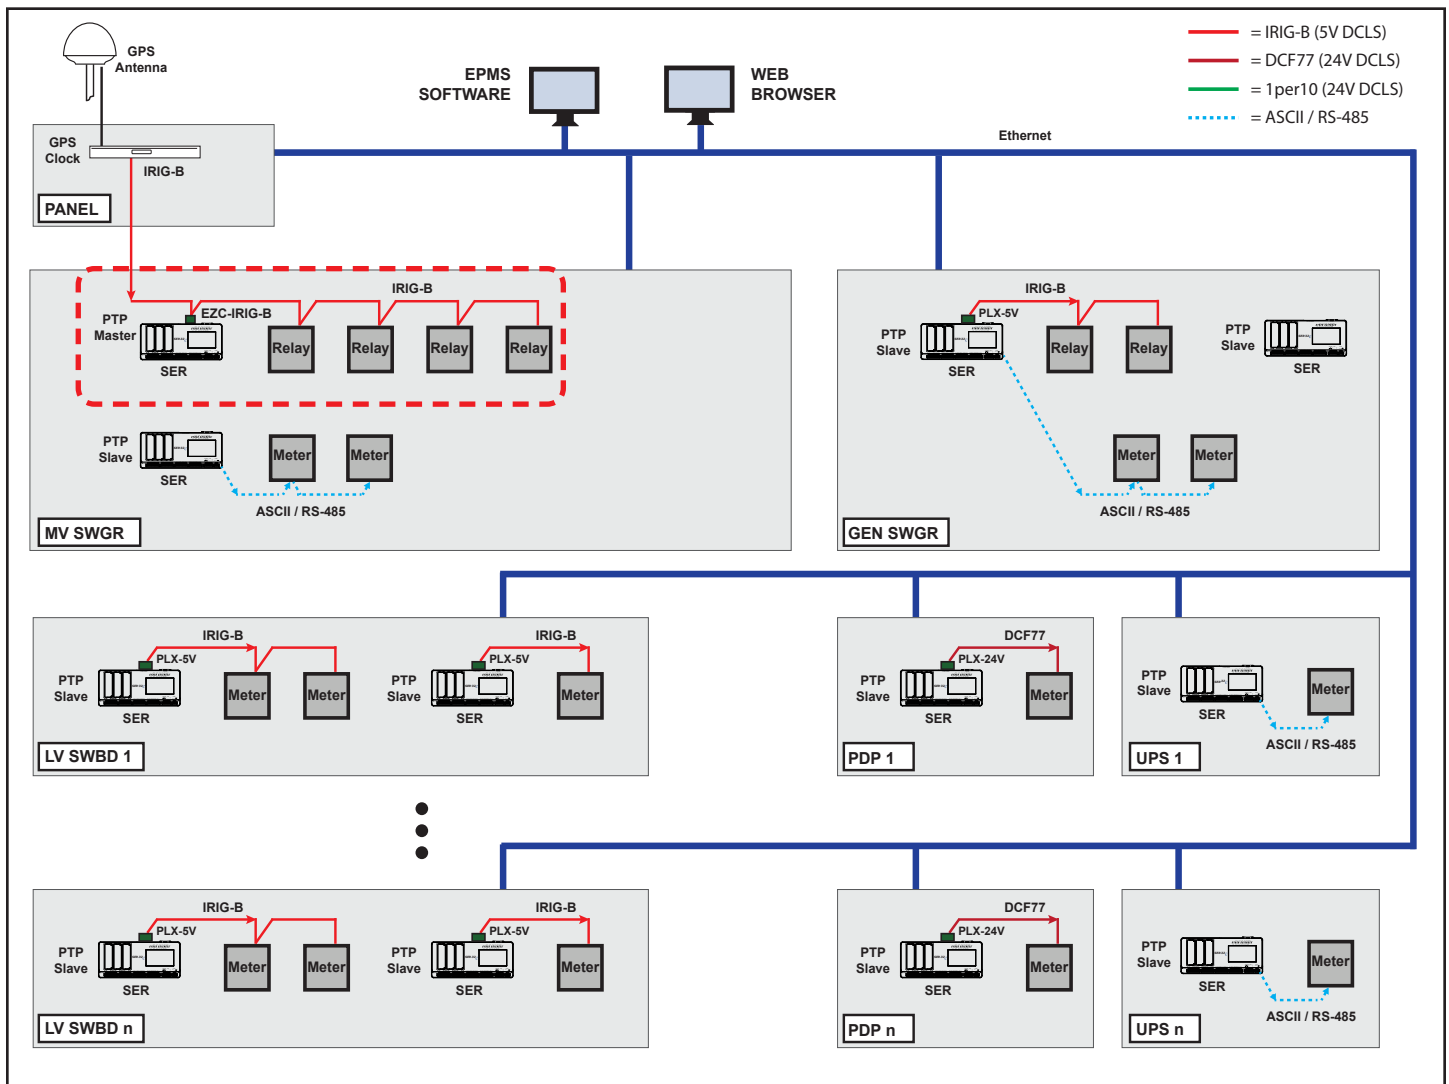 GPS
Antenna
EPMS
SOFTWARE
WEB
BROWSER
= IRIG-B (5V DCLS)
= DCF77 (24V DCLS)
= 1per10 (24V DCLS)
= ASCII / RS-485
Ethernet
GPS
Clock
IRIG-B
PANEL
IRIG-B
PTP
Master
EZC-IRIG-B
SER
Relay
Relay
Relay
Relay
PTP
Slave
SER
Meter
Meter
ASCII / RS-485
MV SWGR
IRIG-B
PLX-5V
PTP
Slave
SER
Relay
Relay
PTP
Slave
SER
Meter
Meter
ASCII / RS-485
GEN SWGR
IRIG-B
PLX-5V
PTP
Slave
SER
Meter
Meter
IRIG-B
PLX-5V
PTP
Slave
SER
Meter
LV SWBD 1
DCF77
PLX-24V
PTP
Slave
SER
Meter
PDP 1
PTP
Slave
SER
Meter
ASCII / RS-485
UPS 1
IRIG-B
PLX-5V
PTP
Slave
SER
Meter
Meter
IRIG-B
PLX-5V
PTP
Slave
SER
Meter
LV SWBD n
DCF77
PLX-24V
PTP
Slave
SER
Meter
PDP n
PTP
Slave
SER
Meter
ASCII / RS-485
UPS n